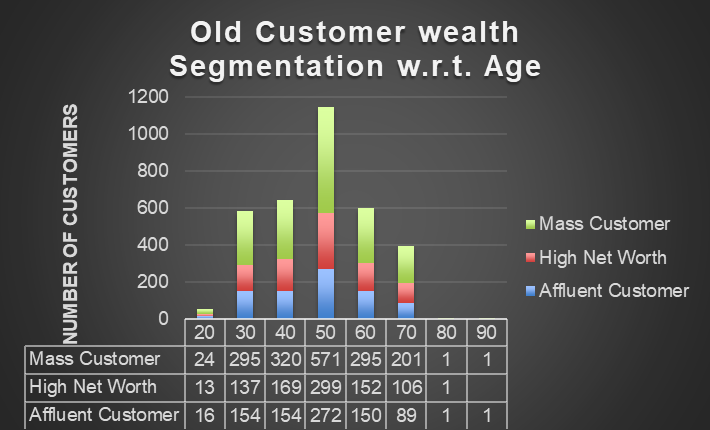 Old Customer wealth
Segmentation w.r.t. Age
NUMBER OF CUSTOMERS
1200
1000
800
600
400
200
0
Mass Customer
High Net Worth
Affluent Customer
20 30 40 50 60 70 80 90
Mass Customer 24 295 320 571 295 201 1 1
High Net Worth 13 137 169 299 152 106 1
Affluent Customer 16 154 154 272 150 89 1 1